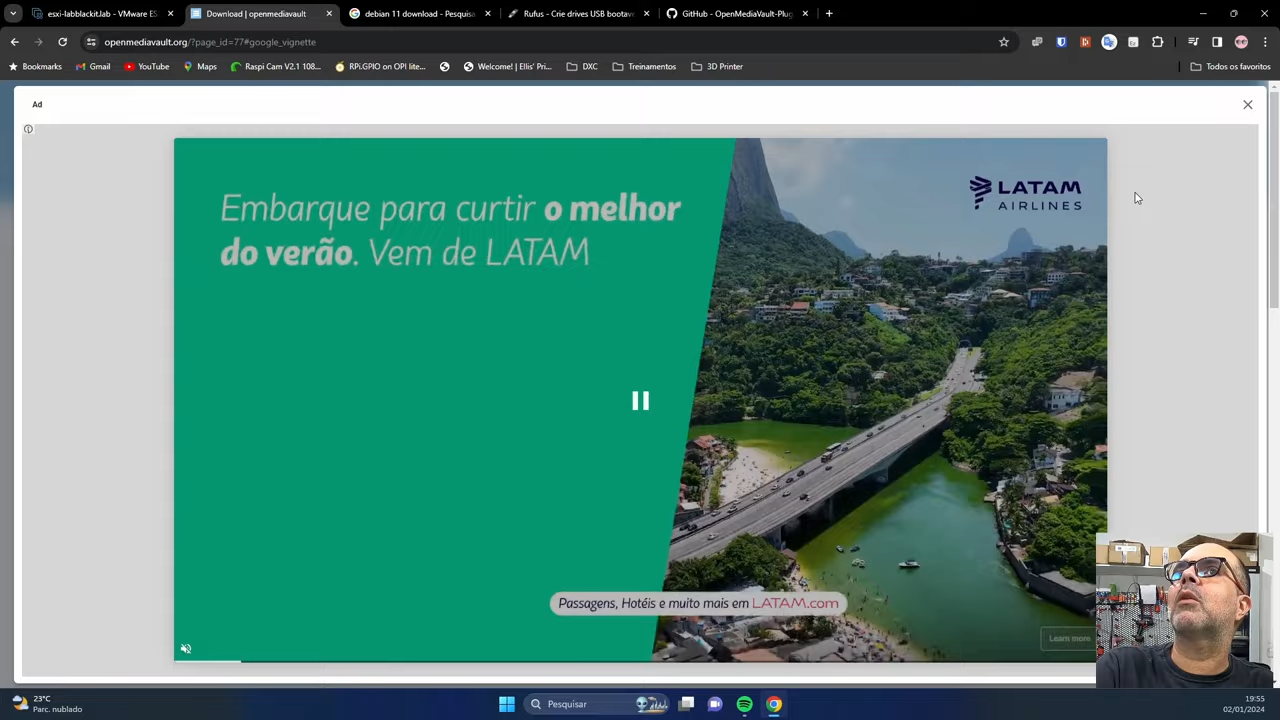 esxi-labblackit.lab - VMware ES
Download | openmediavault
debian 11 download - Pesquisa
Rufus - Crie drives USB bootave
GitHub - OpenMediaVault-Plug
openmediavault.org/?page_id=77#google_vignette
Bookmarks
Gmail
YouTube
Maps
Raspi Cam V2.1 108...
RPi.GPIO on OPI lite...
Welcome! | Ellis' Pri...
DXC
Treinamentos
3D Printer
Todos os favoritos
Ad
Embarque para curtir o melhor
do verão. Vem de LATAM
LATAM
AIRLINES
Passagens, Hotéis e muito mais em LATAM.com
Learn more
23°C
Parc. nublado
Pesquisar
19:55
02/01/2024